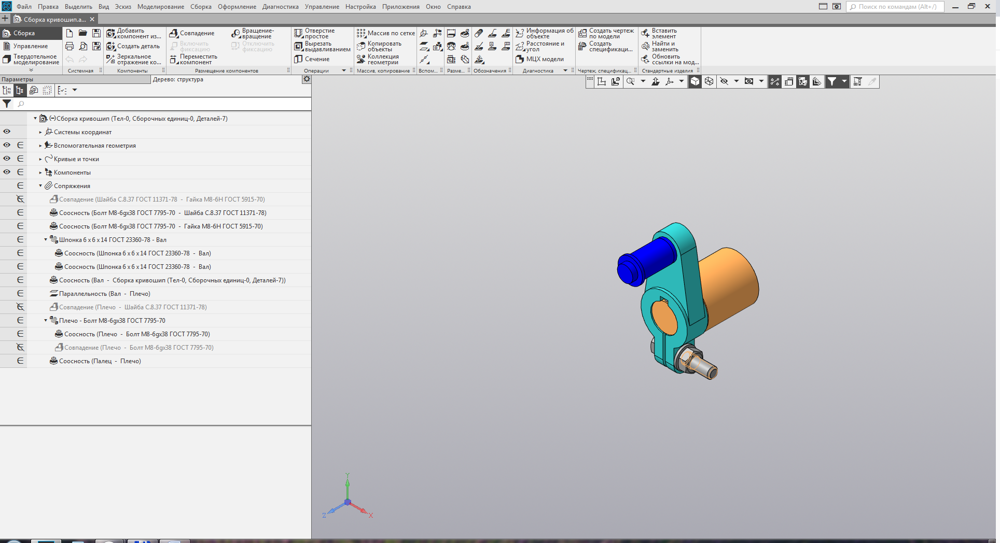 Файл Правка Выделить Вид Эскиз Моделирование Сборка Оформление Диагностика Управление Настройка Приложения Окно Справка Поиск по командам (Alt+/)
Сборка кривошип.а...
Сборка
Управление
Твердотельное
моделирование
Системная
Добавить
компонент из...
Создать деталь
Зеркальное
отражение ко...
Компоненты
Совпадение
Включить
фиксацию
Переместить
компонент
Вращение-
вращение
Отключить
фиксацию
Размещение компонентов
Отверстие
простое
Вырезать
выдавливанием
Сечение
Операции
Массив по сетке
Копировать
объекты
Коллекция
геометрии
Массив, копирование
Вспом...
Разме...
Обозначения
Информация об
объекте
Расстояние и
угол
МЦХ модели
Диагностика
Создать чертеж
по модели
Создать
спецификаци...
Чертеж, спецификац...
Вставить
элемент
Найти и
заменить
Обновить
ссылки на мод...
Стандартные изделия
Параметры
Дерево: структура
(-)Сборка кривошип (Тел-0, Сборочных единиц-0, Деталей-7)
Системы координат
Вспомогательная геометрия
Кривые и точки
Компоненты
Сопряжения
Совпадение (Шайба C.8.37 ГОСТ 11371-78 - Гайка М8-6Н ГОСТ 5915-70)
Соосность (Болт М8-6gx38 ГОСТ 7795-70 - Шайба C.8.37 ГОСТ 11371-78)
Соосность (Болт М8-6gx38 ГОСТ 7795-70 - Гайка М8-6Н ГОСТ 5915-70)
Шпонка 6 x 6 x 14 ГОСТ 23360-78 - Вал
Соосность (Шпонка 6 x 6 x 14 ГОСТ 23360-78 - Вал)
Соосность (Шпонка 6 x 6 x 14 ГОСТ 23360-78 - Вал)
Соосность (Вал - Сборка кривошип (Тел-0, Сборочных единиц-0, Деталей-7))
Параллельность (Вал - Плечо)
Совпадение (Плечо - Шайба C.8.37 ГОСТ 11371-78)
Плечо - Болт М8-6gx38 ГОСТ 7795-70
Соосность (Плечо - Болт М8-6gx38 ГОСТ 7795-70)
Совпадение (Плечо - Болт М8-6gx38 ГОСТ 7795-70)
Соосность (Палец - Плечо)
Y
Z
X